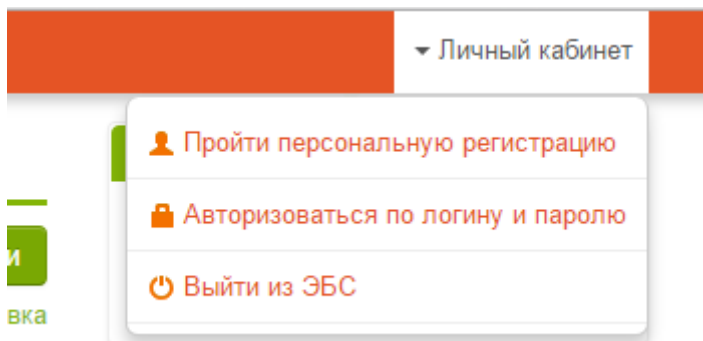 Личный кабинет
Пройти персональную регистрацию
Авторизоваться по логину и паролю
и
Выйти из ЭБС
вка